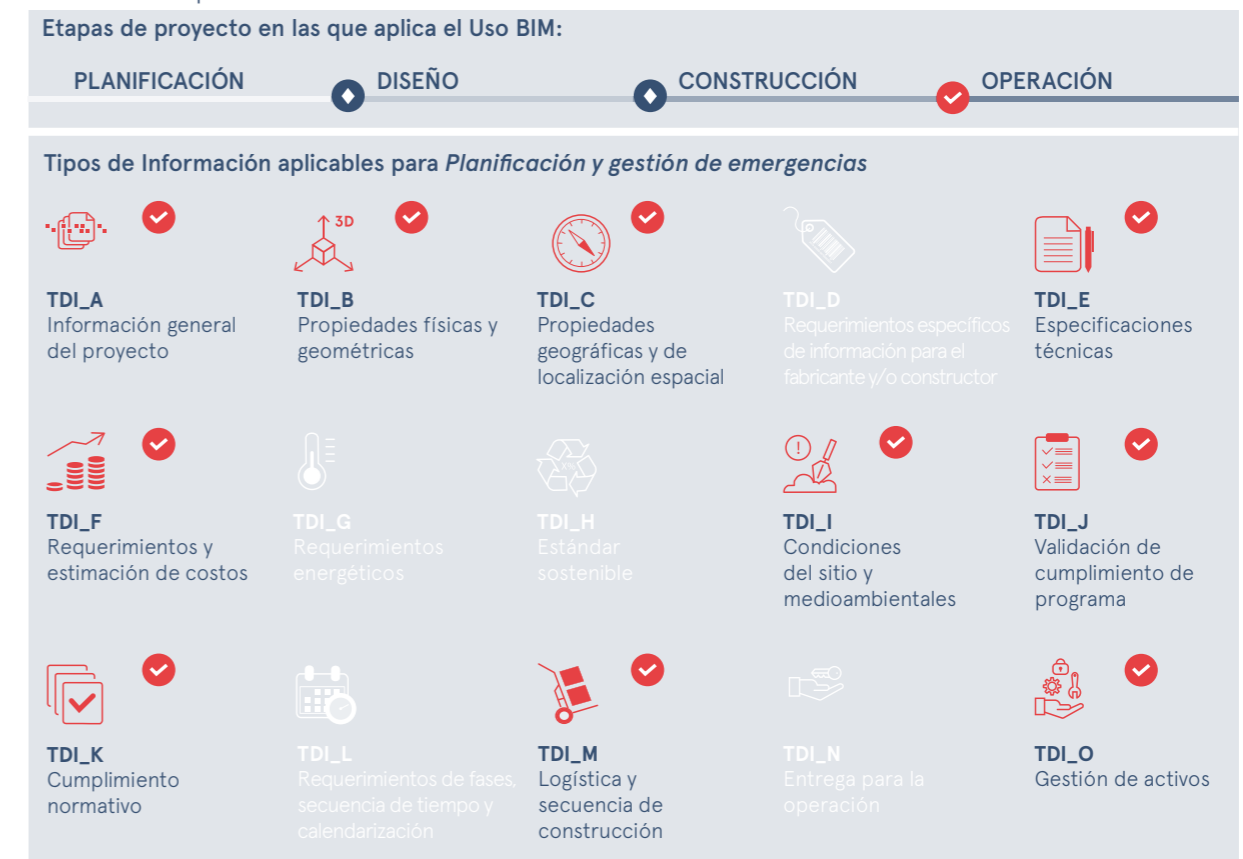 Etapas de proyecto en las que aplica el Uso BIM:
PLANIFICACIÓN
DISEÑO
CONSTRUCCIÓN
OPERACIÓN
Tipos de Información aplicables para Planificación y gestión de emergencias
3D
TDI_A
Información general
del proyecto
TDI_B
Propiedades físicas y
geométricas
TDI_C
Propiedades
geográficas y de
localización espacial
TDI_D
Requerimientos específicos
de información para el
fabricante y/o constructor
TDI_E
Especificaciones
técnicas
TDI_F
Requerimientos y
estimación de costos
TDI_G
Requerimientos
energéticos
X%
TDI_H
Estándar
sostenible
TDI_I
Condiciones
del sitio y
medioambientales
TDI_J
Validación de
cumplimiento de
programa
TDI_K
Cumplimiento
normativo
TDI_L
Requerimientos de fases,
secuencia de tiempo y
calendarización
TDI_M
Logística y
secuencia de
construcción
TDI_N
Entrega para la
operación
TDI_O
Gestión de activos